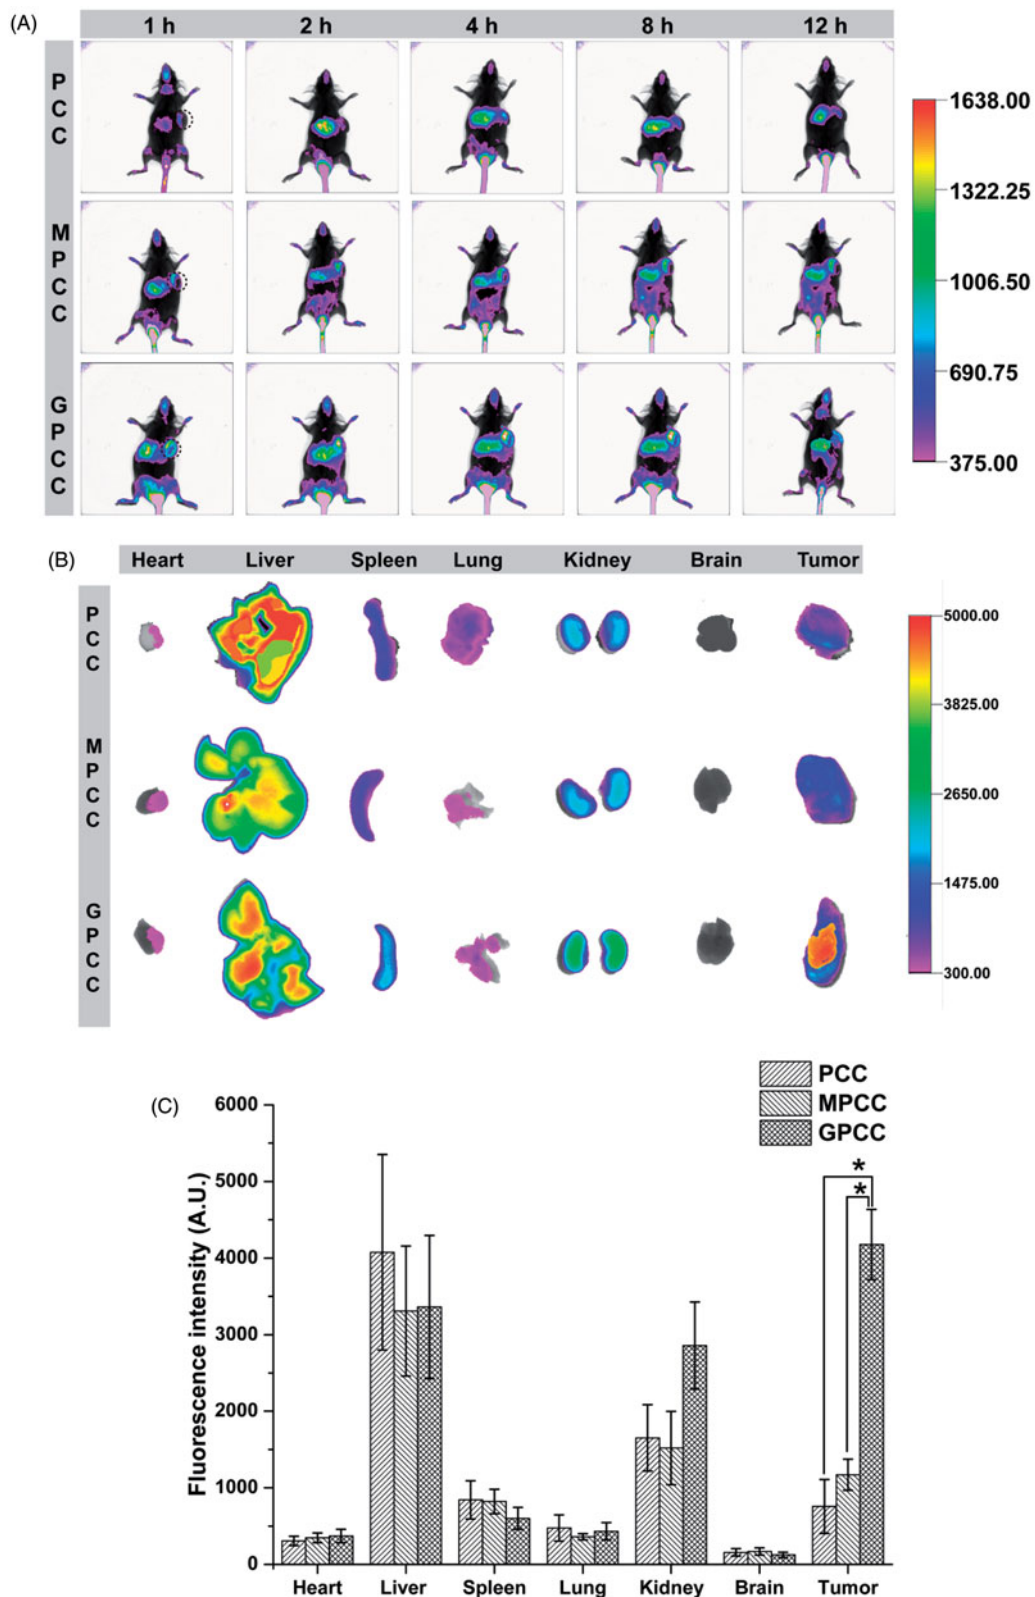 (A)
1 h 2 h 4 h 8 h 12 h
P
C
C
M
P
C
C
G
P
C
C
1638.00
1322.25
1006.50
690.75
375.00
(B)
Heart Liver Spleen Lung Kidney Brain Tumor
P
C
C
M
P
C
C
G
P
C
C
5000.00
3825.00
2650.00
1475.00
300.00
(C)
PCC
MPCC
GPCC
Fluorescence intensity (A.U.)
6000
5000
4000
3000
2000
1000
0
*
*
Heart Liver Spleen Lung Kidney Brain Tumor